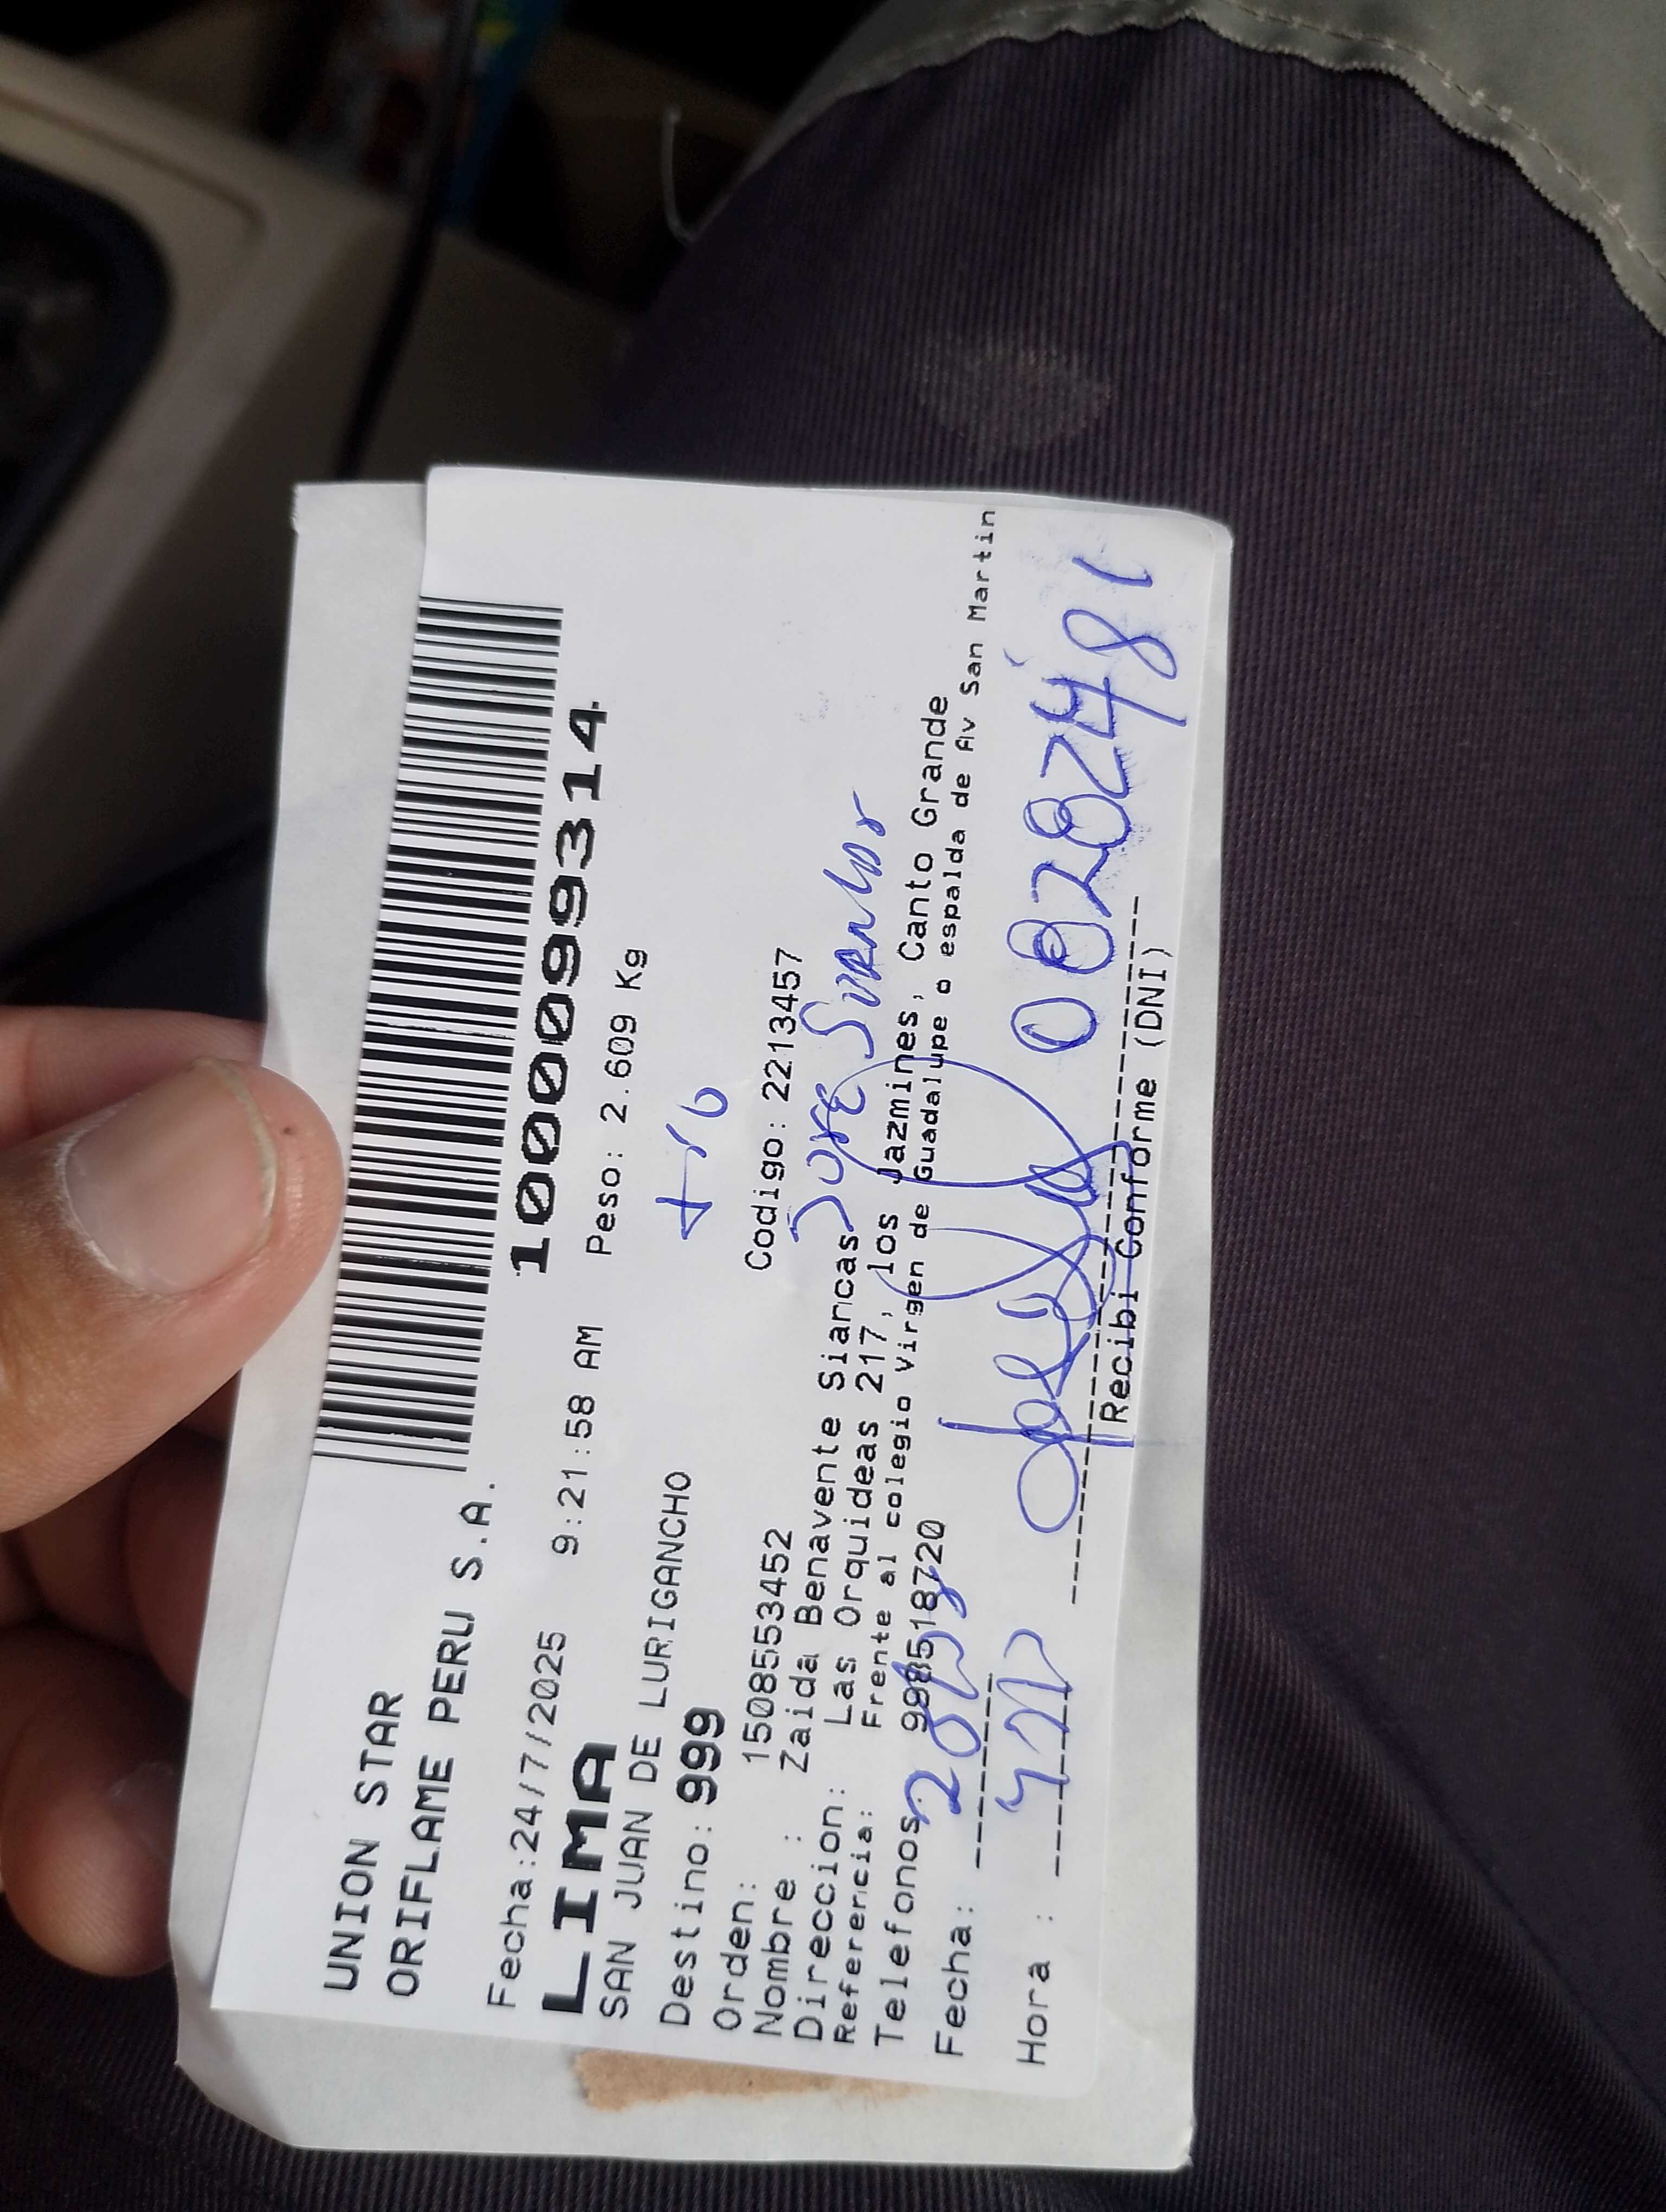 UNION STAR
ORIFLAME PERU S.A.
1000099314
Fecha:24/7/2025 9:21:58 AM Peso: 2.609 Kg
LIMA
SAN JUAN DE LURIGANCHO
Destino: 999
Orden: 1508553452 Codigo: 2213457
Nombre : Zaida Benavente Siancas
Direccion: Las Orquideas 217, los Jazmines, Canto Grande
Referencia: Frente al colegio Virgen de Guadalupe o espalda de Av San Martin
Telefonos: 998518720
Fecha:
Hora :
Recibi Conforme (DNI)